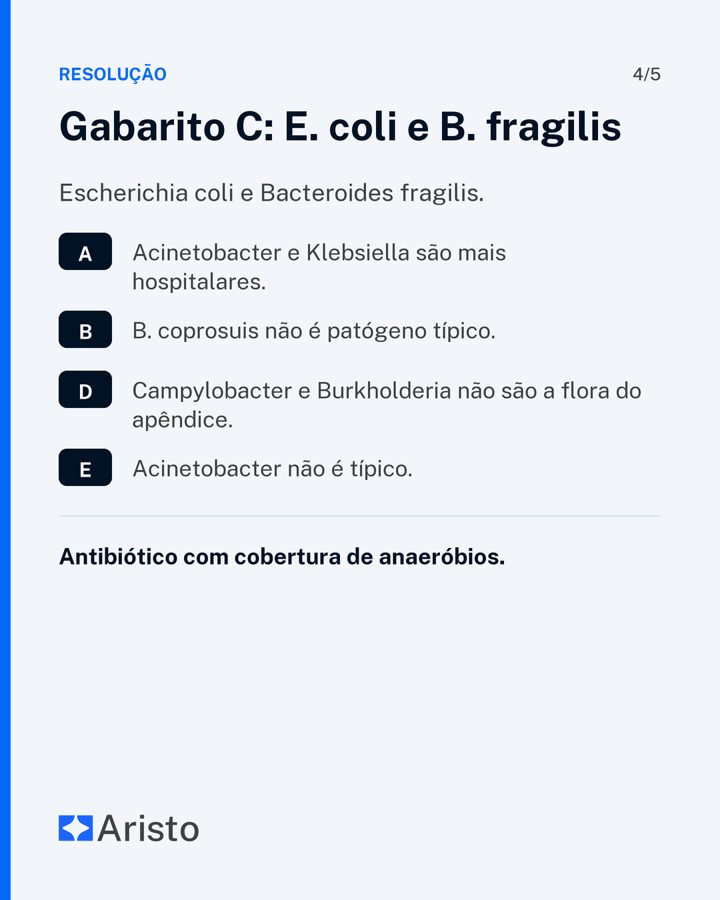 RESOLUÇÃO 4/5
Gabarito C: E. coli e B. fragilis
Escherichia coli e Bacteroides fragilis.
A Acinetobacter e Klebsiella são mais
hospitalares.
B B. coprosuis não é patógeno típico.
D Campylobacter e Burkholderia não são a flora do
apêndice.
E Acinetobacter não é típico.
Antibiótico com cobertura de anaeróbios.
Aristo